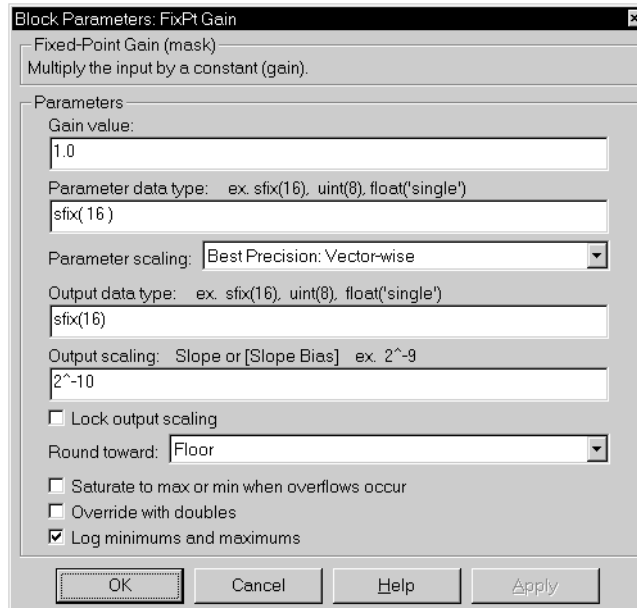 Block Parameters: FixPt Gain
Fixed-Point Gain (mask)
Multiply the input by a constant (gain).
Parameters
Gain value:
1.0
Parameter data type: ex. sfix(16), uint(8), float('single')
sfix( 16 )
Parameter scaling: Best Precision: Vector-wise
Output data type: ex. sfix(16), uint(8), float('single')
sfix(16)
Output scaling: Slope or [Slope Bias] ex. 2^-9
2^-10
Lock output scaling
Round toward: Floor
Saturate to max or min when overflows occur
Override with doubles
Log minimums and maximums
OK Cancel Help Apply